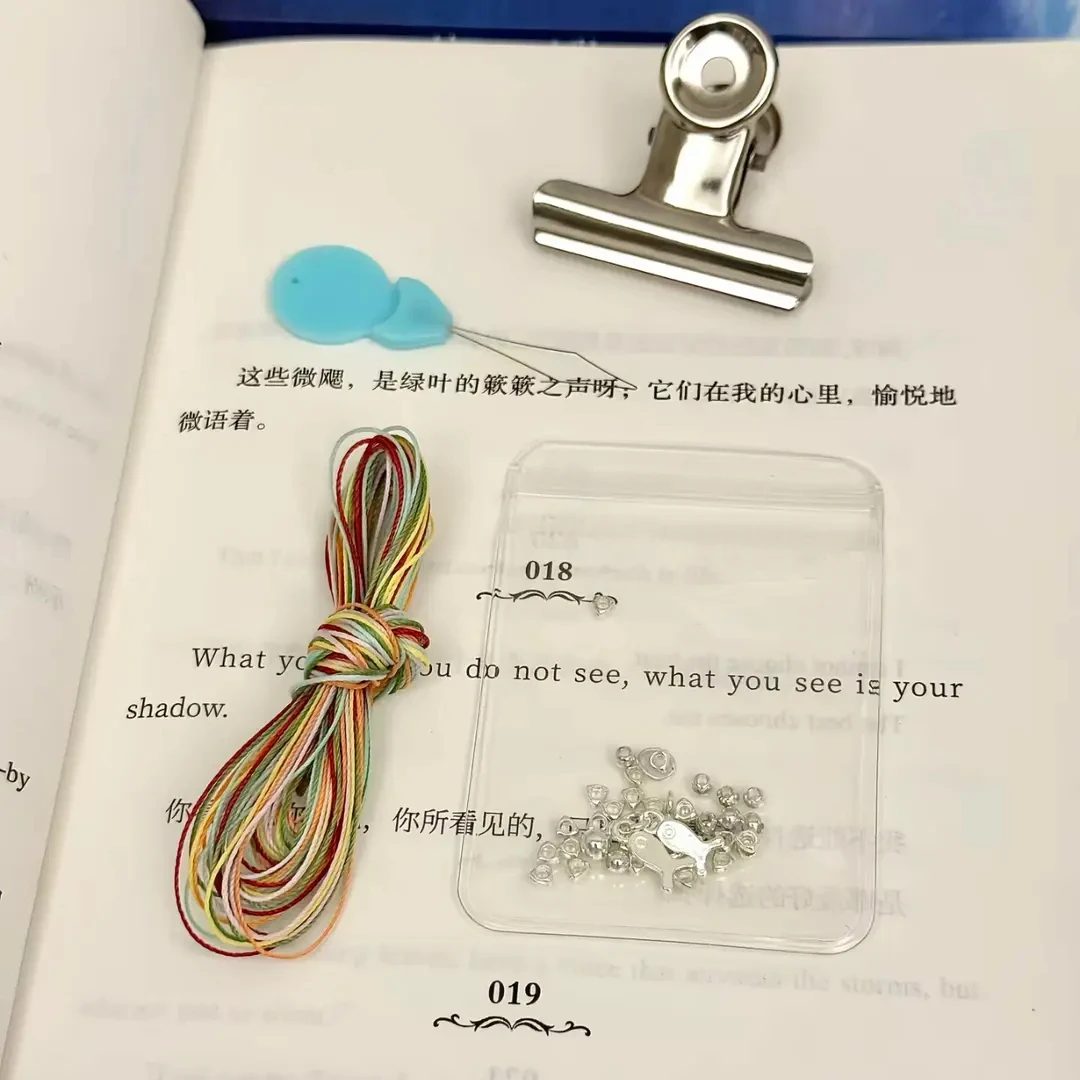 这些微飔，是绿叶的簌簌之声呀；它们在我的心里，愉悦地
微语着。
018
What yo ou do not see, what you see is your
shadow.
你 你所看见的，
019
-by